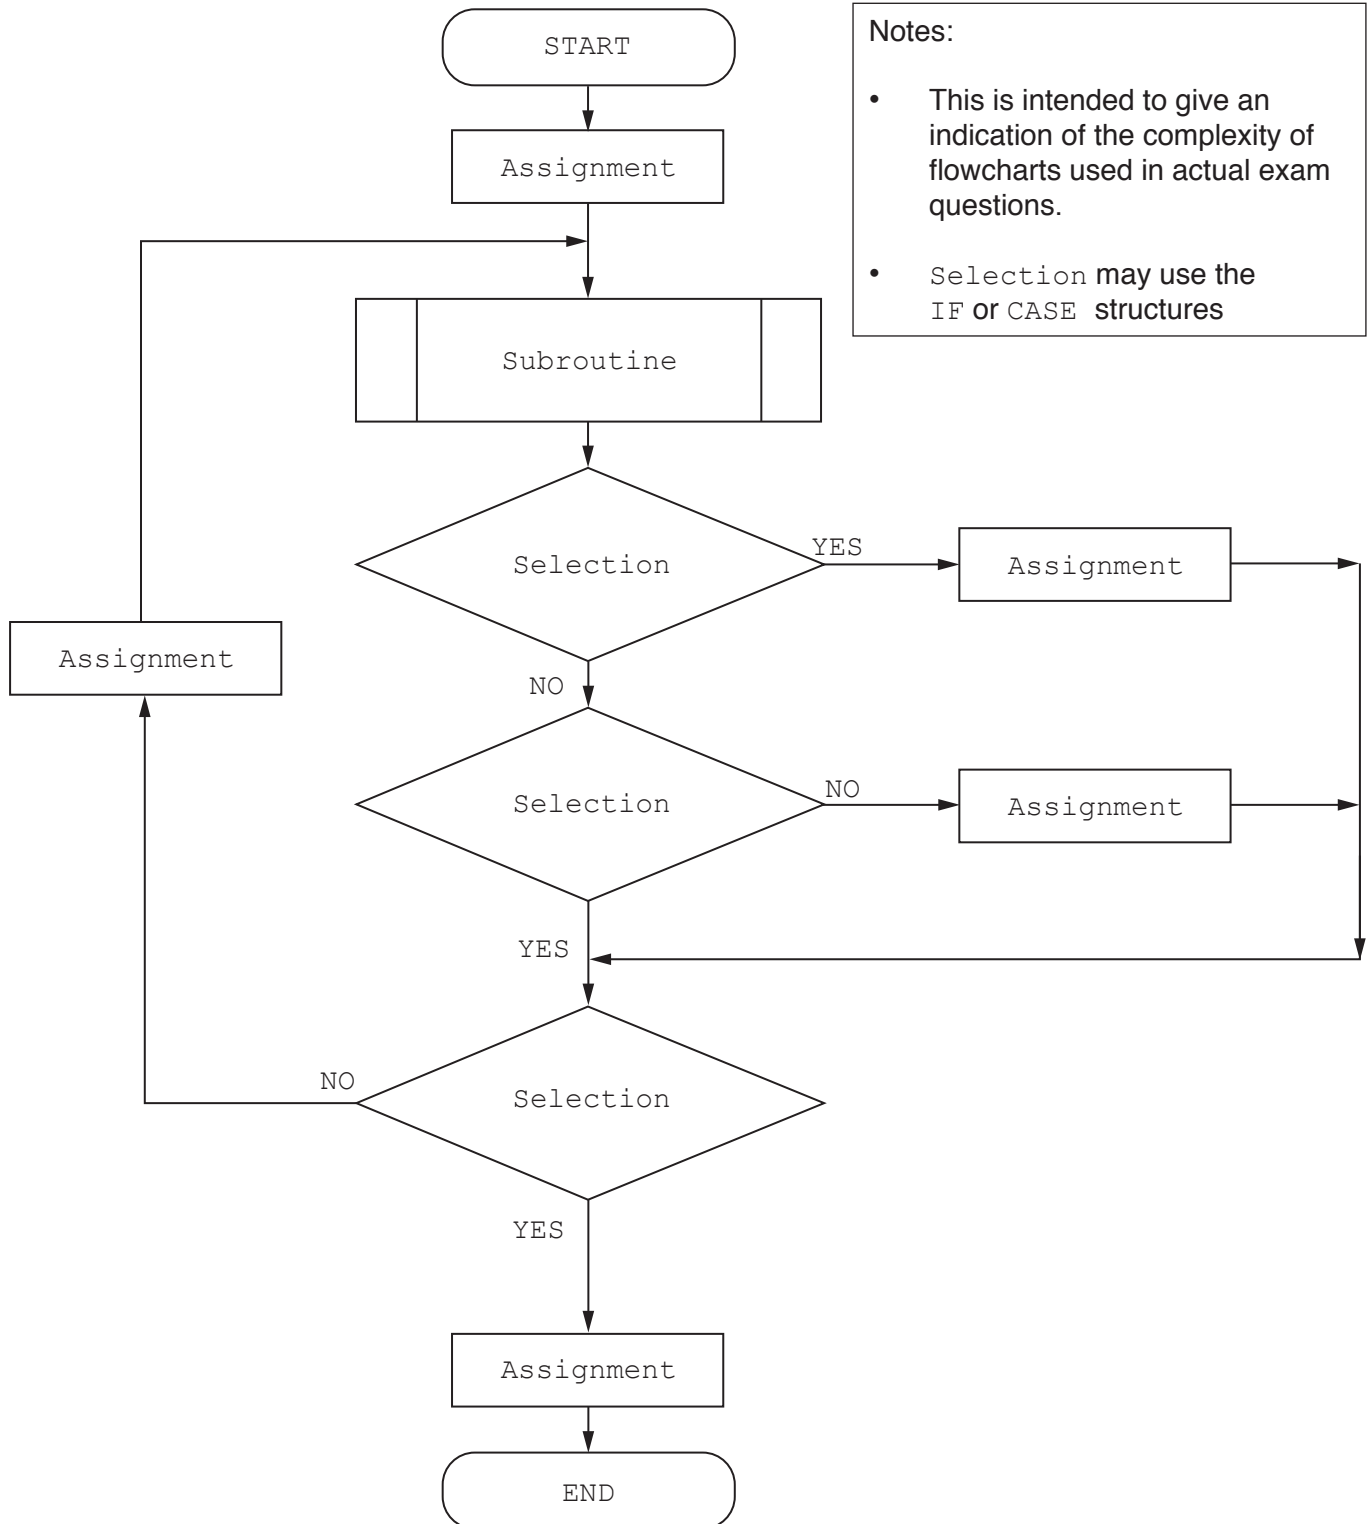 START
Notes:
• This is intended to give an
indication of the complexity of
flowcharts used in actual exam
questions.
• Selection may use the
IF or CASE structures
Assignment
Subroutine
Selection
YES
Assignment
Assignment
NO
Selection
NO
Assignment
YES
NO
Selection
YES
Assignment
END